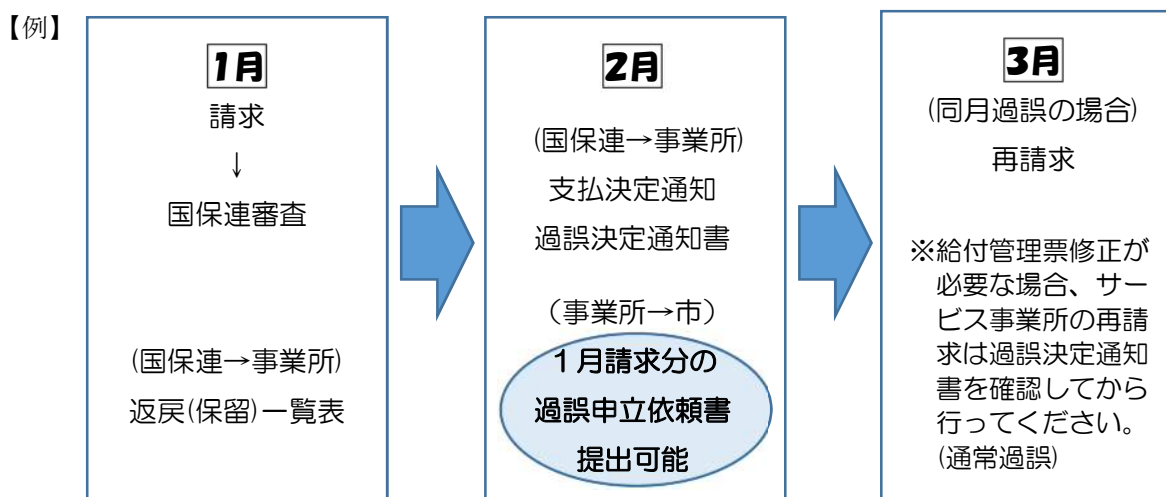 【例】
1月
請求
↓
国保連審査
(国保連→事業所)
返戻(保留)一覧表
2月
(国保連→事業所)
支払決定通知
過誤決定通知書
（事業所→市）
１月請求分の
過誤申立依頼書
提出可能
3月
(同月過誤の場合)
再請求
※給付管理票修正が
必要な場合、サー
ビス事業所の再請
求は過誤決定通知
書を確認してから
行ってください。
(通常過誤)